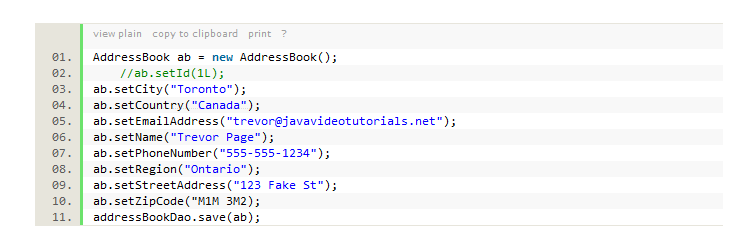 view plain copy to clipboard print ?
01. AddressBook ab = new AddressBook();
02. //ab.setId(1L);
03. ab.setCity("Toronto");
04. ab.setCountry("Canada");
05. ab.setEmailAddress("trevor@javavideotutorials.net");
06. ab.setName("Trevor Page");
07. ab.setPhoneNumber("555-555-1234");
08. ab.setRegion("Ontario");
09. ab.setStreetAddress("123 Fake St");
10. ab.setZipCode("M1M 3M2);
11. addressBookDao.save(ab);